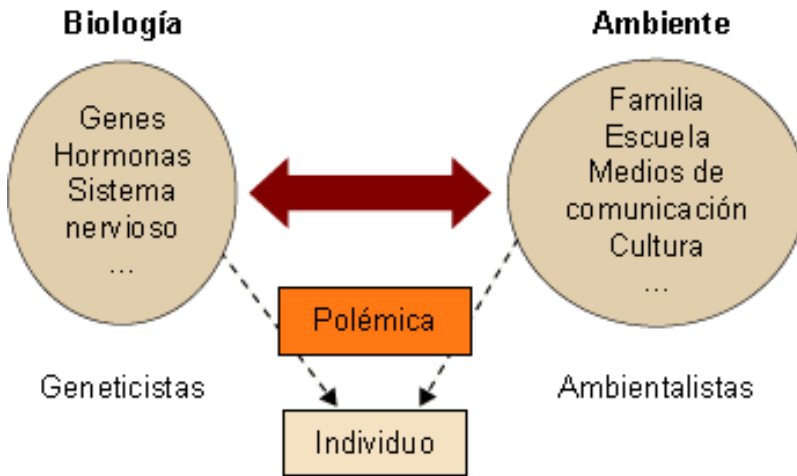 Biología
Ambiente
Genes
Hormonas
Sistema
nervioso
...
Familia
Escuela
Medios de
comunicación
Cultura
...
Polémica
Geneticistas
Ambientalistas
Individuo